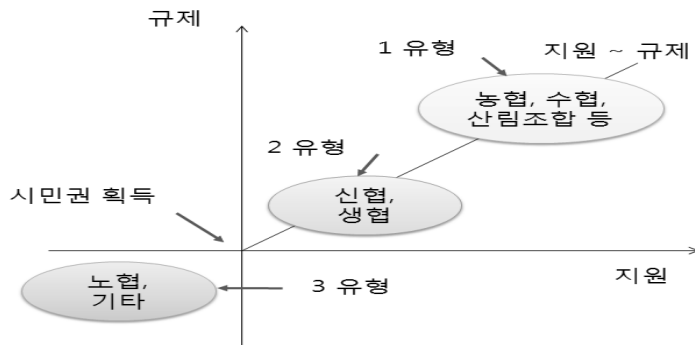 규제
1 유형
지원 ~ 규제
농협, 수협,
산림조합 등
2 유형
신협,
생협
시민권 획득
노협,
기타
3 유형
지원